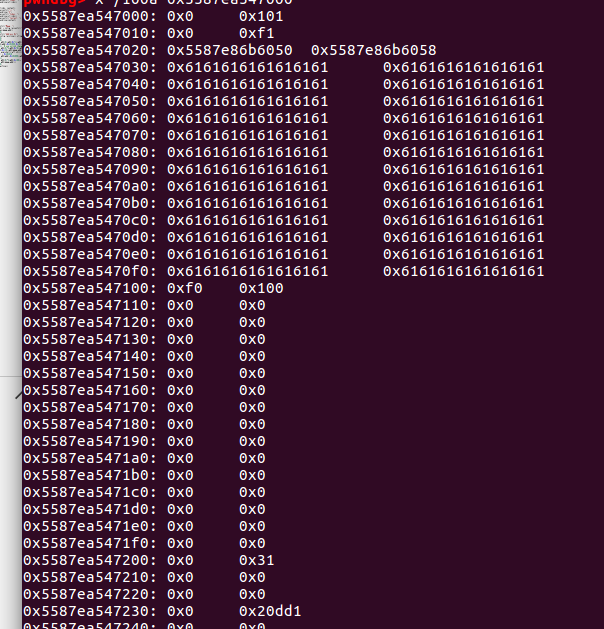 pwndbg> x /100a 0x5587ea547000
0x5587ea547000: 0x0 0x101
0x5587ea547010: 0x0 0xf1
0x5587ea547020: 0x5587e86b6050 0x5587e86b6058
0x5587ea547030: 0x6161616161616161 0x6161616161616161
0x5587ea547040: 0x6161616161616161 0x6161616161616161
0x5587ea547050: 0x6161616161616161 0x6161616161616161
0x5587ea547060: 0x6161616161616161 0x6161616161616161
0x5587ea547070: 0x6161616161616161 0x6161616161616161
0x5587ea547080: 0x6161616161616161 0x6161616161616161
0x5587ea547090: 0x6161616161616161 0x6161616161616161
0x5587ea5470a0: 0x6161616161616161 0x6161616161616161
0x5587ea5470b0: 0x6161616161616161 0x6161616161616161
0x5587ea5470c0: 0x6161616161616161 0x6161616161616161
0x5587ea5470d0: 0x6161616161616161 0x6161616161616161
0x5587ea5470e0: 0x6161616161616161 0x6161616161616161
0x5587ea5470f0: 0x6161616161616161 0x6161616161616161
0x5587ea547100: 0xf0 0x100
0x5587ea547110: 0x0 0x0
0x5587ea547120: 0x0 0x0
0x5587ea547130: 0x0 0x0
0x5587ea547140: 0x0 0x0
0x5587ea547150: 0x0 0x0
0x5587ea547160: 0x0 0x0
0x5587ea547170: 0x0 0x0
0x5587ea547180: 0x0 0x0
0x5587ea547190: 0x0 0x0
0x5587ea5471a0: 0x0 0x0
0x5587ea5471b0: 0x0 0x0
0x5587ea5471c0: 0x0 0x0
0x5587ea5471d0: 0x0 0x0
0x5587ea5471e0: 0x0 0x0
0x5587ea5471f0: 0x0 0x0
0x5587ea547200: 0x0 0x31
0x5587ea547210: 0x0 0x0
0x5587ea547220: 0x0 0x0
0x5587ea547230: 0x0 0x20dd1
0x5587ea547240: 0x0 0x0